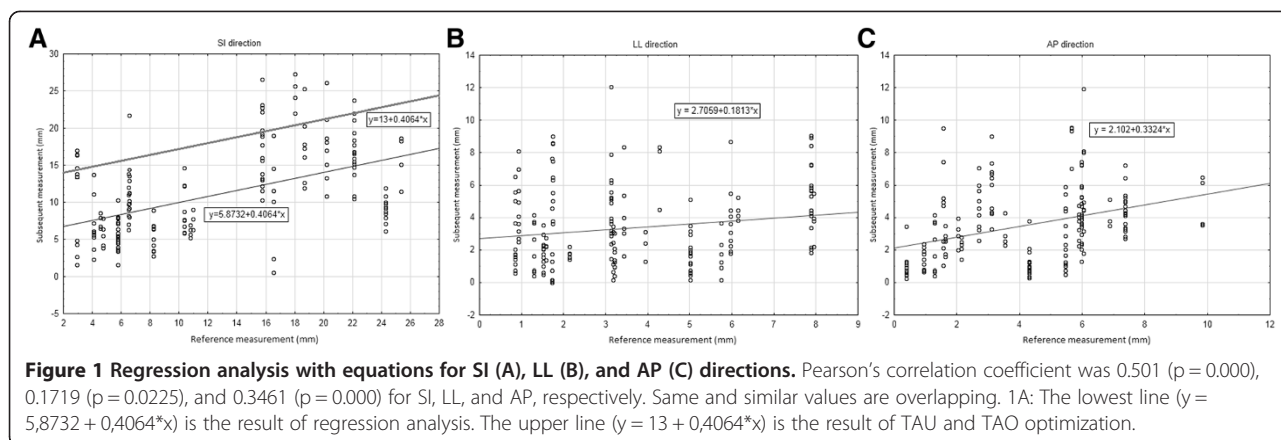 A
SI direction
30
25
20
15
10
5
0
-5
Subsequent measurement (mm)
y=13+0.4064*x
y=5.8732+0.4064*x
2 4 6 8 10 12 14 16 18 20 22 24 26 28
Reference measurement (mm)
B
LL direction
14
12
10
8
6
4
2
0
-2
Subsequent measurement (mm)
y = 2.7059+0.1813*x
0 1 2 3 4 5 6 7 8 9
Reference measurement (mm)
C
AP direction
14
12
10
8
6
4
2
0
-2
Subsequent measurement (mm)
y = 2.102+0.3324*x
0 2 4 6 8 10 12
Reference measurement (mm)
Figure 1 Regression analysis with equations for SI (A), LL (B), and AP (C) directions. Pearson's correlation coefficient was 0.501 (p = 0.000),
0.1719 (p = 0.0225), and 0.3461 (p = 0.000) for SI, LL, and AP, respectively. Same and similar values are overlapping. 1A: The lowest line (y =
5,8732 + 0,4064*x) is the result of regression analysis. The upper line (y = 13 + 0,4064*x) is the result of TAU and TAO optimization.